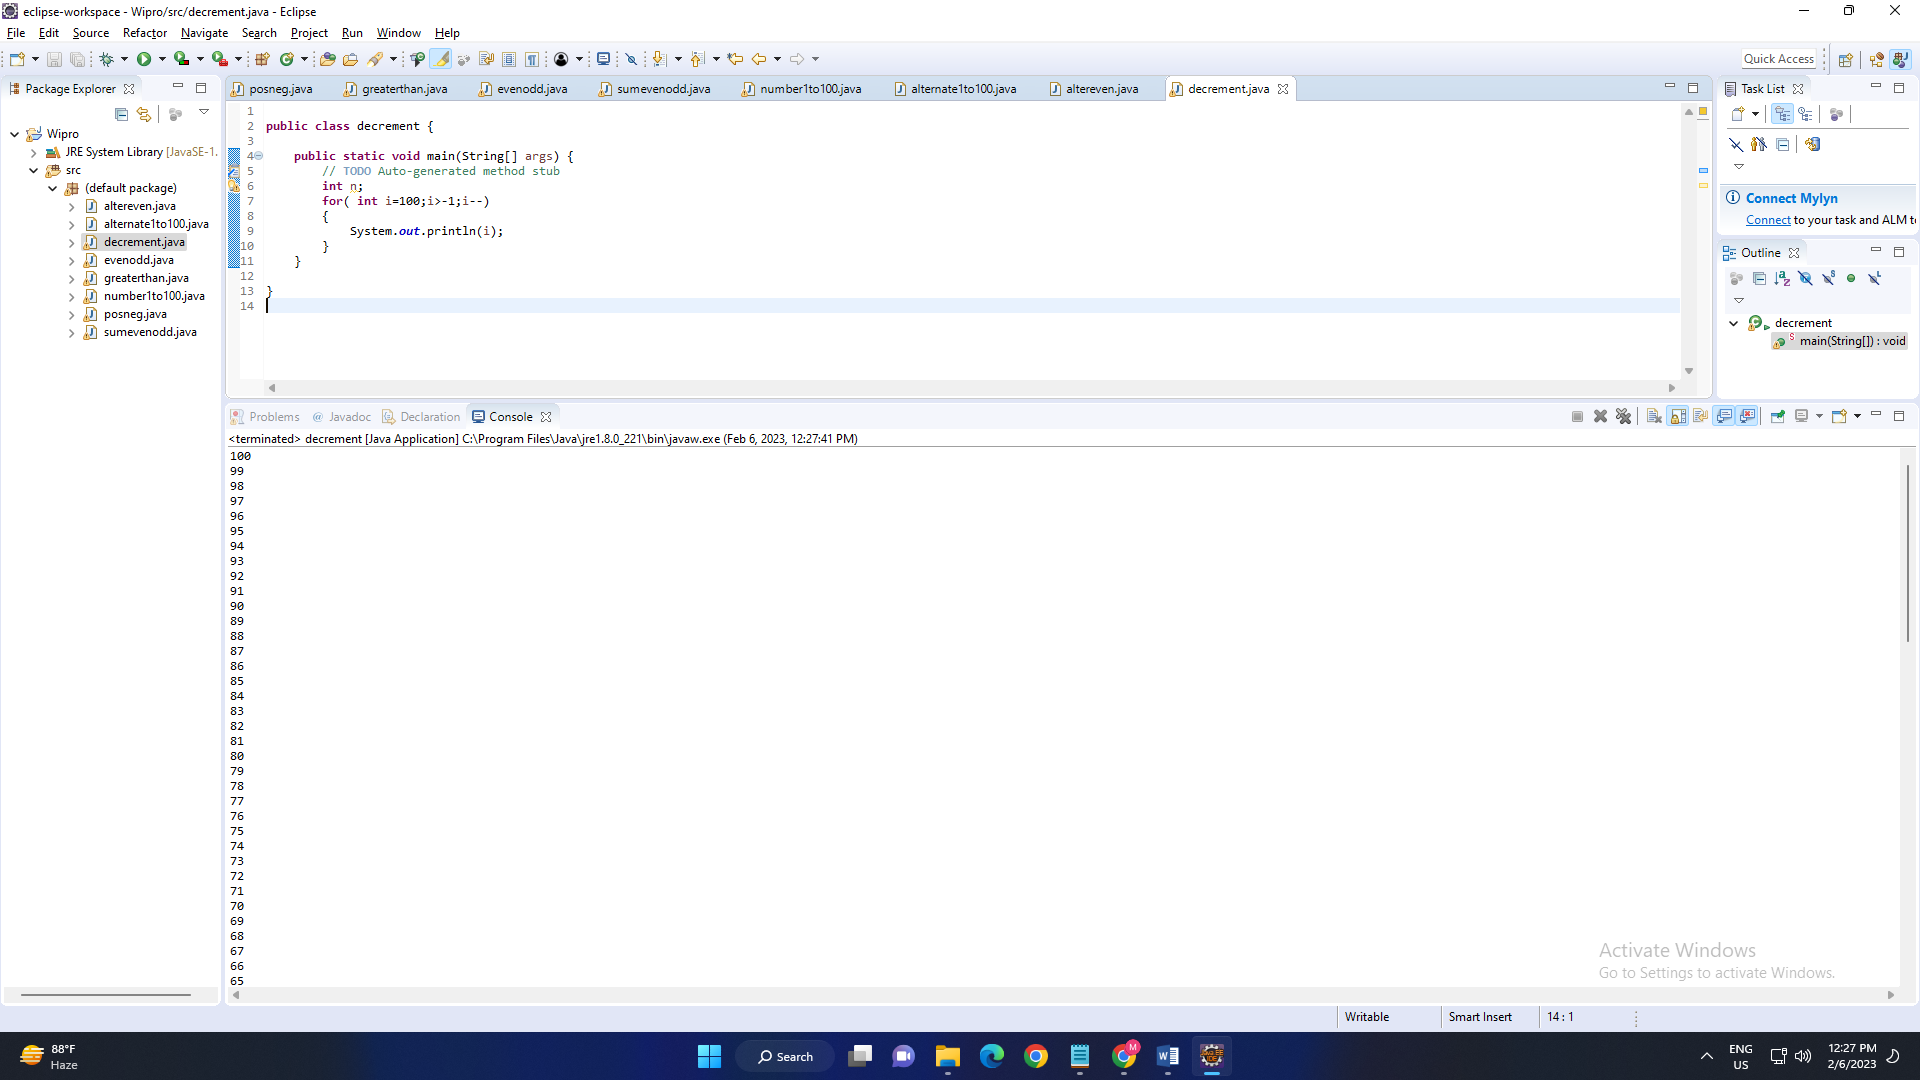 eclipse-workspace - Wipro/src/decrement.java - Eclipse
File Edit Source Refactor Navigate Search Project Run Window Help
Quick Access
Package Explorer
Wipro
JRE System Library [JavaSE-1.
src
(default package)
altereven.java
alternate1to100.java
decrement.java
evenodd.java
greaterthan.java
number1to100.java
posneg.java
sumevenodd.java
posneg.java greaterthan.java evenodd.java sumevenodd.java number1to100.java alternate1to100.java altereven.java decrement.java
1
2 public class decrement {
3
4 public static void main(String[] args) {
5 // TODO Auto-generated method stub
6 int n;
7 for( int i=100;i>-1;i--)
8 {
9 System.out.println(i);
10 }
11 }
12
13 }
14
Task List
Connect Mylyn
Connect to your task and ALM t
Outline
decrement
main(String[]) : void
Problems @ Javadoc Declaration Console
<terminated> decrement [Java Application] C:\Program Files\Java\jre1.8.0_221\bin\javaw.exe (Feb 6, 2023, 12:27:41 PM)
100
99
98
97
96
95
94
93
92
91
90
89
88
87
86
85
84
83
82
81
80
79
78
77
76
75
74
73
72
71
70
69
68
67
66
65
Activate Windows
Go to Settings to activate Windows.
Writable Smart Insert 14 : 1
88°F
Haze
Search
M
ENG
US
12:27 PM
2/6/2023